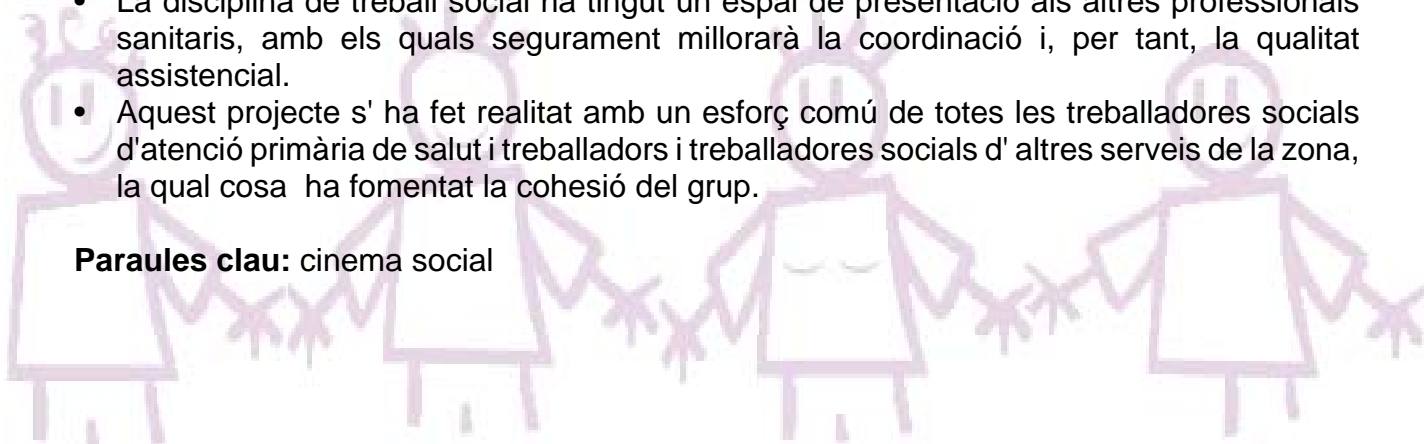 • La disciplina de treball social ha tingut un espai de presentació als altres professionals
sanitaris, amb els quals segurament millorarà la coordinació i, per tant, la qualitat
assistencial.
• Aquest projecte s' ha fet realitat amb un esforç comú de totes les treballadores socials
d'atenció primària de salut i treballadors i treballadores socials d' altres serveis de la zona,
la qual cosa  ha fomentat la cohesió del grup.
Paraules clau: cinema social